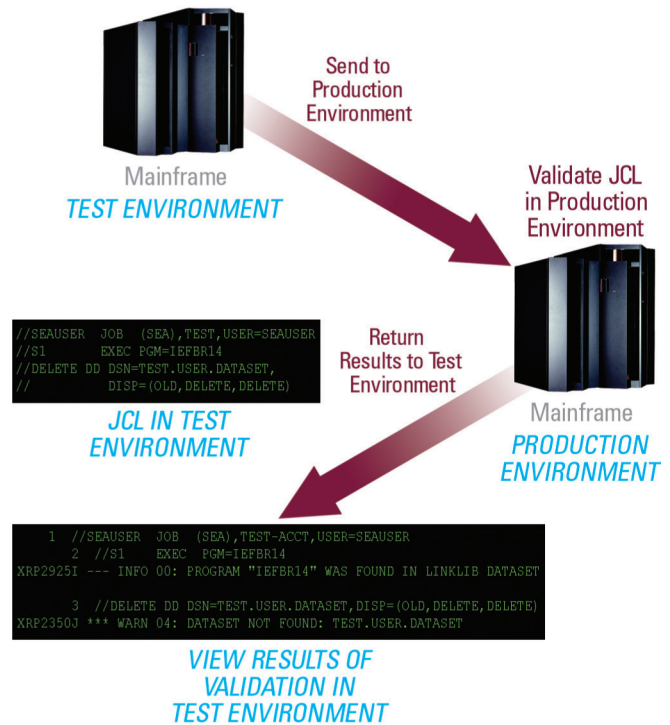 Send to
Production
Environment
Mainframe
TEST ENVIRONMENT
Validate JCL
in Production
Environment
//SEAUSER  JOB  (SEA),TEST,USER=SEAUSER
//S1       EXEC PGM=IEFBR14
//DELETE DD DSN=TEST.USER.DATASET,
//        DISP=(OLD,DELETE,DELETE)
JCL IN TEST
ENVIRONMENT
Return
Results to Test
Environment
Mainframe
PRODUCTION
ENVIRONMENT
1  //SEAUSER  JOB  (SEA),TEST-ACCT,USER=SEAUSER
2  //S1    EXEC  PGM=IEFBR14
XRP2925I --- INFO 00: PROGRAM "IEFBR14" WAS FOUND IN LINKLIB DATASET
3  //DELETE DD DSN=TEST.USER.DATASET,DISP=(OLD,DELETE,DELETE)
XRP2350J *** WARN 04: DATASET NOT FOUND: TEST.USER.DATASET
VIEW RESULTS OF
VALIDATION IN
TEST ENVIRONMENT